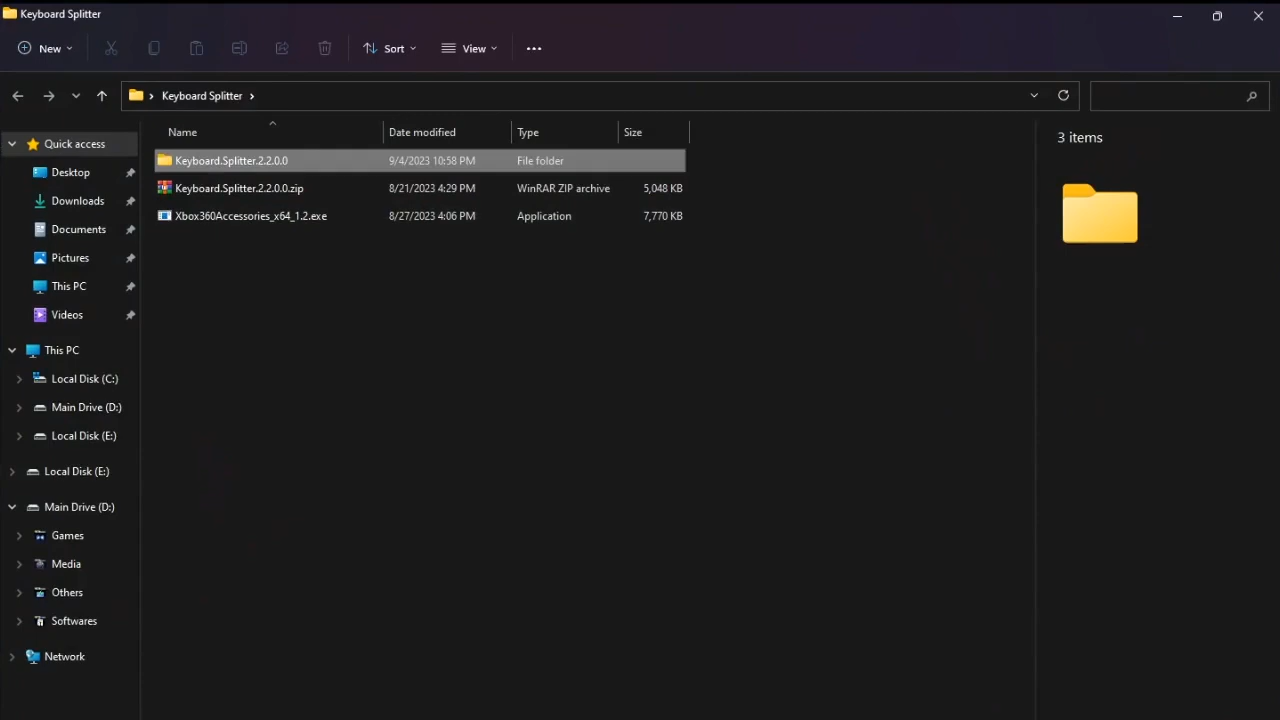 Keyboard Splitter
New Sort View
Keyboard Splitter
Name Date modified Type Size
Keyboard.Splitter.2.2.0.0 9/4/2023 10:58 PM File folder
Keyboard.Splitter.2.2.0.0.zip 8/21/2023 4:29 PM WinRAR ZIP archive 5,048 KB
Xbox360Accessories_x64_1.2.exe 8/27/2023 4:06 PM Application 7,770 KB
3 items
Quick access
Desktop
Downloads
Documents
Pictures
This PC
Videos
This PC
Local Disk (C:)
Main Drive (D:)
Local Disk (E:)
Local Disk (E:)
Main Drive (D:)
Games
Media
Others
Softwares
Network